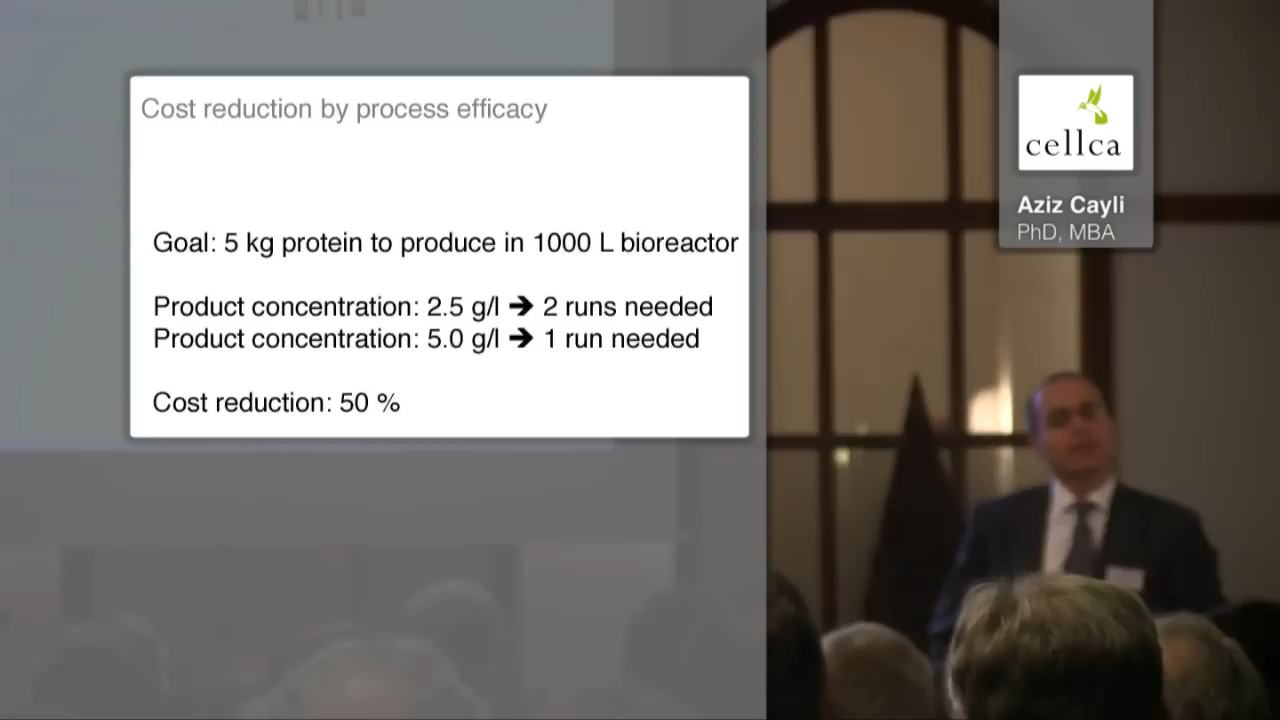 Cost reduction by process efficacy
Goal: 5 kg protein to produce in 1000 L bioreactor
Product concentration: 2.5 g/l ➔ 2 runs needed
Product concentration: 5.0 g/l ➔ 1 run needed
Cost reduction: 50 %
cellca
Aziz Cayli
PhD, MBA